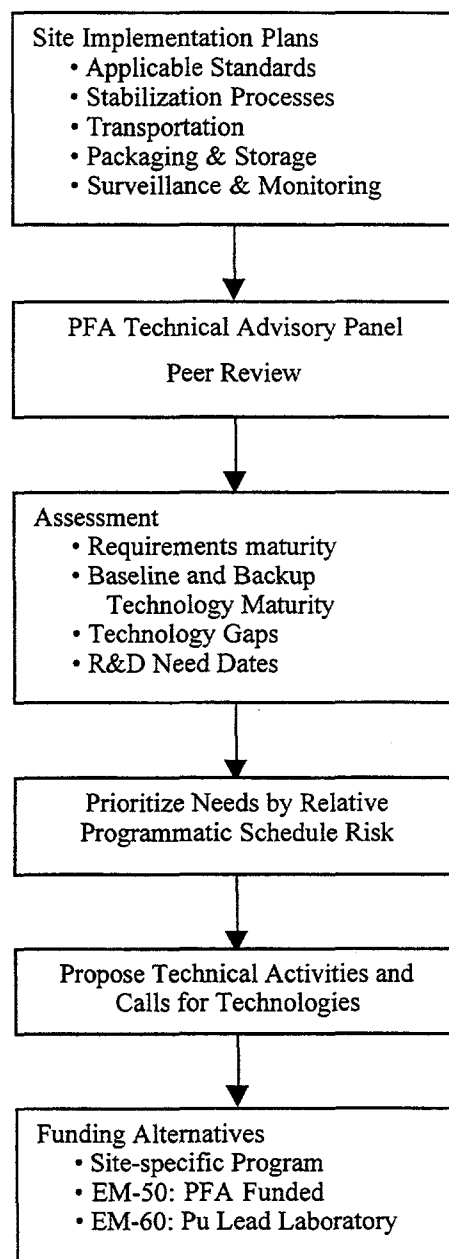 Site Implementation Plans
• Applicable Standards
• Stabilization Processes
• Transportation
• Packaging & Storage
• Surveillance & Monitoring
PFA Technical Advisory Panel
Peer Review
Assessment
• Requirements maturity
• Baseline and Backup
Technology Maturity
• Technology Gaps
• R&D Need Dates
Prioritize Needs by Relative
Programmatic Schedule Risk
Propose Technical Activities and
Calls for Technologies
Funding Alternatives
• Site-specific Program
• EM-50: PFA Funded
• EM-60: Pu Lead Laboratory